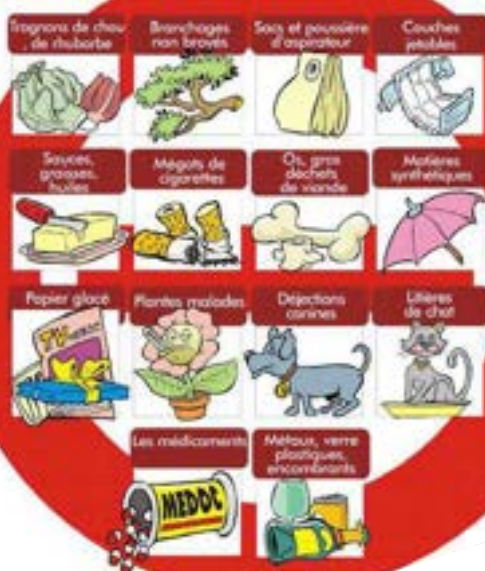 Trognons de chou
, de rhubarbe
Branchages
non broyés
Sacs et poussière
d'aspirateur
Couches
jetables
Sauces,
graisses,
huiles
Mégots de
cigarettes
Os, gros
déchets
de viande
Matières
synthétiques
Papier glacé
TV
Plantes malades
Déjections
canines
Litières
de chat
Les médicaments
MEDOC
Métaux, verre
plastiques,
encombrants